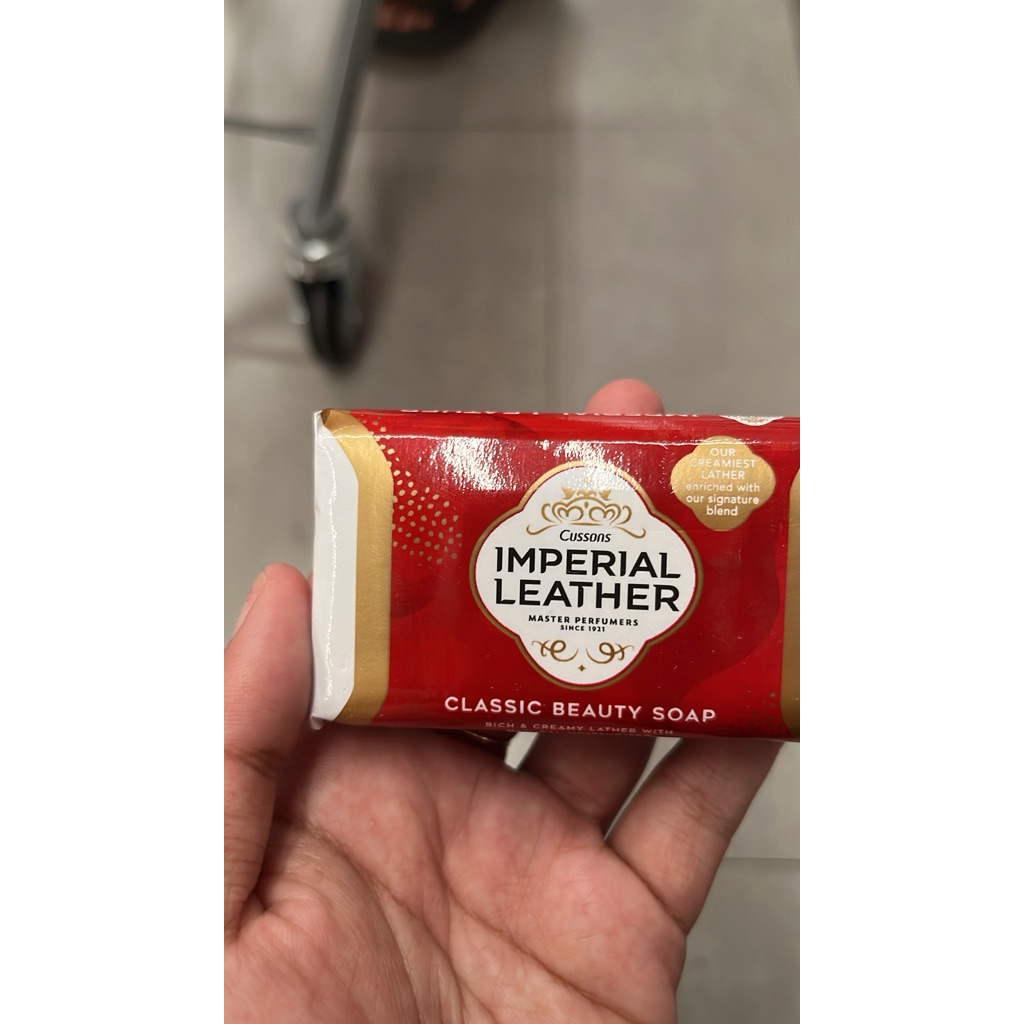 OUR
CREAMIEST
LATHER
enriched with
our signature
blend
Cussons
IMPERIAL
LEATHER
MASTER PERFUMERS
SINCE 1921
CLASSIC BEAUTY SOAP
RICH & CREAMY LATHER WITH